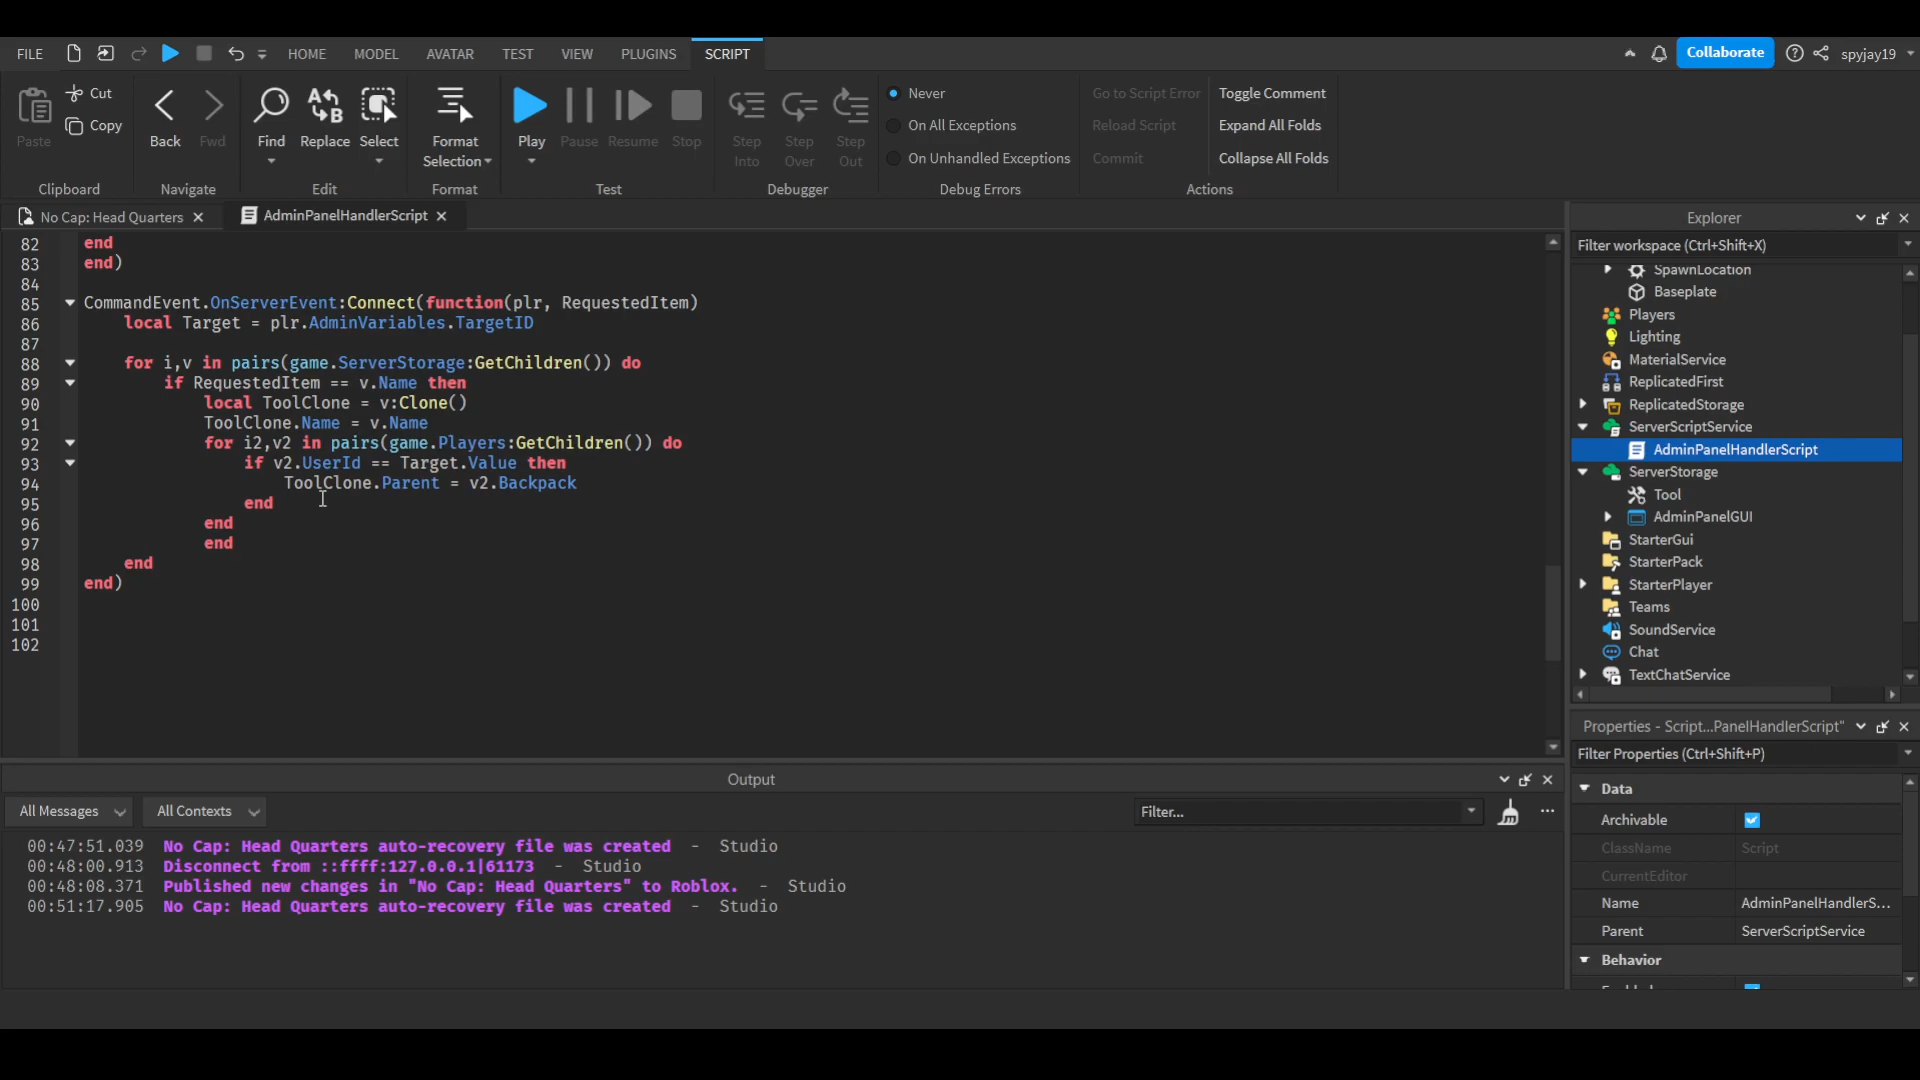 FILE HOME MODEL AVATAR TEST VIEW PLUGINS SCRIPT Collaborate spyjay19
Paste Cut Copy Clipboard
Back Fwd Navigate
Find Replace Select Edit
Format Selection Format
Play Pause Resume Stop Test
Step Into Step Over Step Out Debugger
Never
On All Exceptions
On Unhandled Exceptions
Debug Errors
Go to Script Error Toggle Comment
Reload Script Expand All Folds
Commit Collapse All Folds
Actions
No Cap: Head Quarters AdminPanelHandlerScript
82 end
83 end)
84
85 CommandEvent.OnServerEvent:Connect(function(plr, RequestedItem)
86 local Target = plr.AdminVariables.TargetID
87
88 for i,v in pairs(game.ServerStorage:GetChildren()) do
89 if RequestedItem == v.Name then
90 local ToolClone = v:Clone()
91 ToolClone.Name = v.Name
92 for i2,v2 in pairs(game.Players:GetChildren()) do
93 if v2.UserId == Target.Value then
94 ToolClone.Parent = v2.Backpack
95 end
96 end
97 end
98 end
99 end)
100
101
102
Explorer
Filter workspace (Ctrl+Shift+X)
SpawnLocation
Baseplate
Players
Lighting
MaterialService
ReplicatedFirst
ReplicatedStorage
ServerScriptService
AdminPanelHandlerScript
ServerStorage
Tool
AdminPanelGUI
StarterGui
StarterPack
StarterPlayer
Teams
SoundService
Chat
TextChatService
Properties - Script...PanelHandlerScript"
Filter Properties (Ctrl+Shift+P)
Data
Archivable
ClassName Script
CurrentEditor
Name AdminPanelHandlerS...
Parent ServerScriptService
Behavior
Output
All Messages All Contexts Filter... ...
00:47:51.039 No Cap: Head Quarters auto-recovery file was created - Studio
00:48:00.913 Disconnect from ::ffff:127.0.0.1|61173 - Studio
00:48:08.371 Published new changes in "No Cap: Head Quarters" to Roblox. - Studio
00:51:17.905 No Cap: Head Quarters auto-recovery file was created - Studio